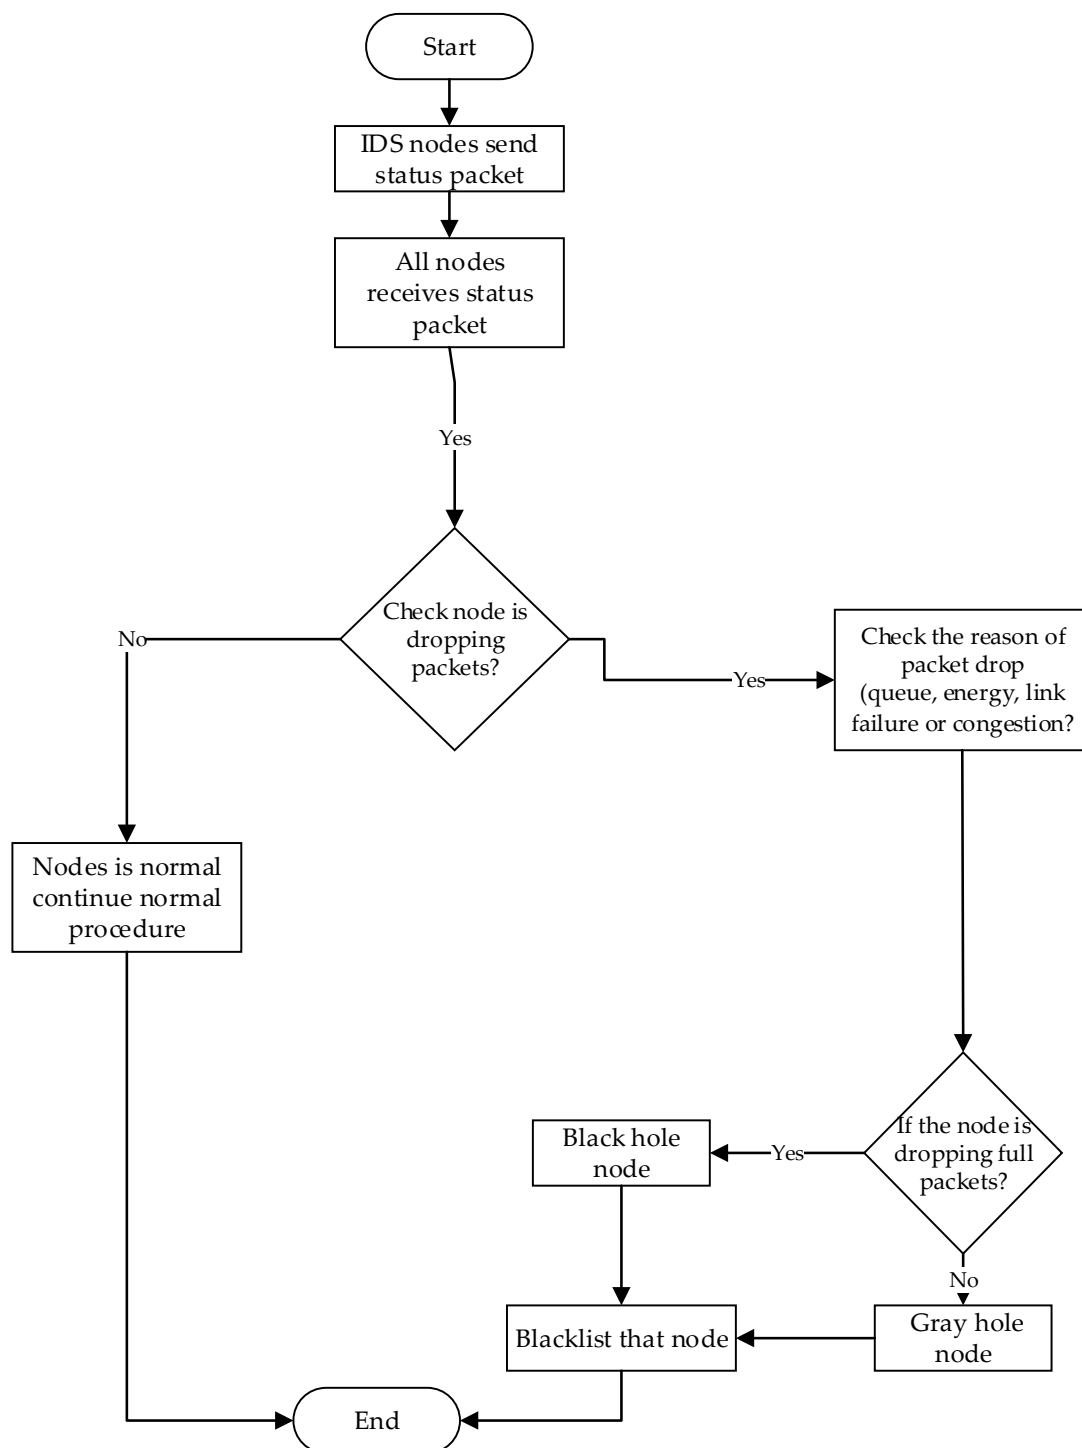 Start
IDS nodes send
status packet
All nodes
receives status
packet
Yes
Check node is
dropping
packets?
No
Yes
Check the reason of
packet drop
(queue, energy, link
failure or congestion?
Nodes is normal
continue normal
procedure
If the node is
dropping full
packets?
Yes
Black hole
node
No
Gray hole
node
Blacklist that node
End